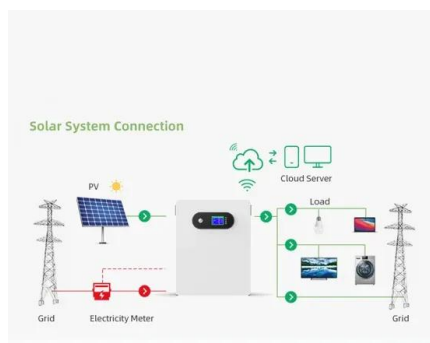 Solar System Connection
Cloud Server
PV
Load
Grid
Electricity Meter
Grid